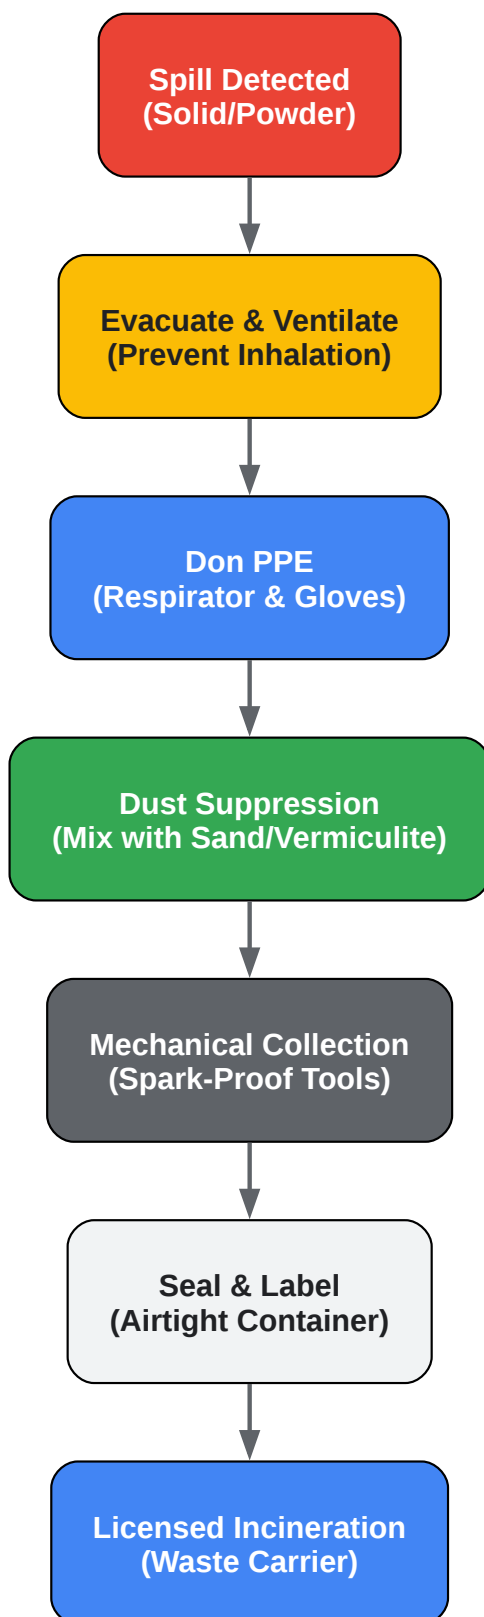 Spill Detected
(Solid/Powder)
Evacuate & Ventilate
(Prevent Inhalation)
Don PPE
(Respirator & Gloves)
Dust Suppression
(Mix with Sand/Vermiculite)
Mechanical Collection
(Spark-Proof Tools)
Seal & Label
(Airtight Container)
Licensed Incineration
(Waste Carrier)